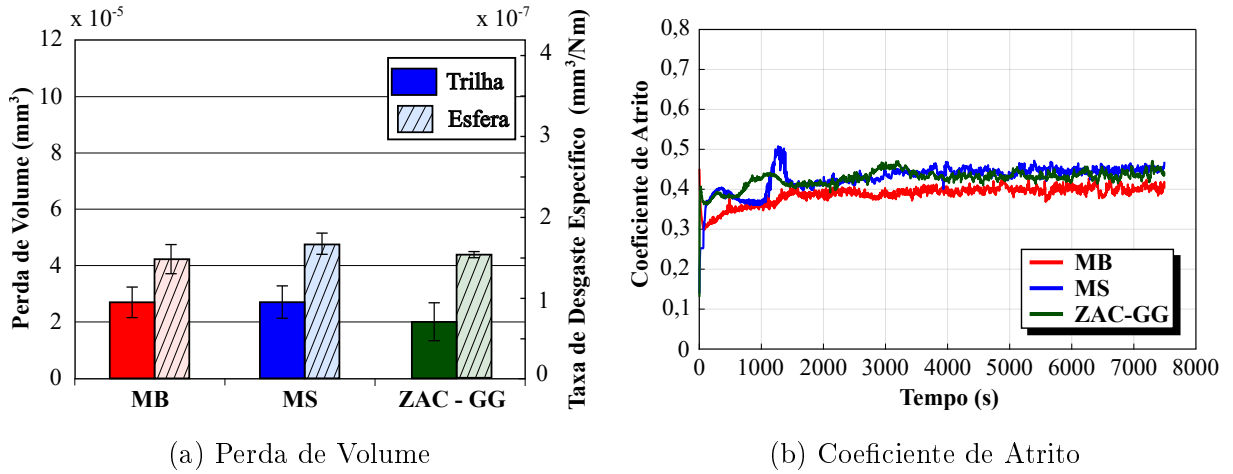 x 10-5
x 10-7
Perda de Volume (mm3)
12
10
8
6
4
2
0
Trilha
Esfera
4
3
2
1
0
Taxa de Desgaste Específico (mm3/Nm)
MB
MS
ZAC - GG
(a) Perda de Volume
Coeficiente de Atrito
0,8
0,7
0,6
0,5
0,4
0,3
0,2
0,1
0
MB
MS
ZAC-GG
0
1000
2000
3000
4000
5000
6000
7000
8000
Tempo (s)
(b) Coeficiente de Atrito